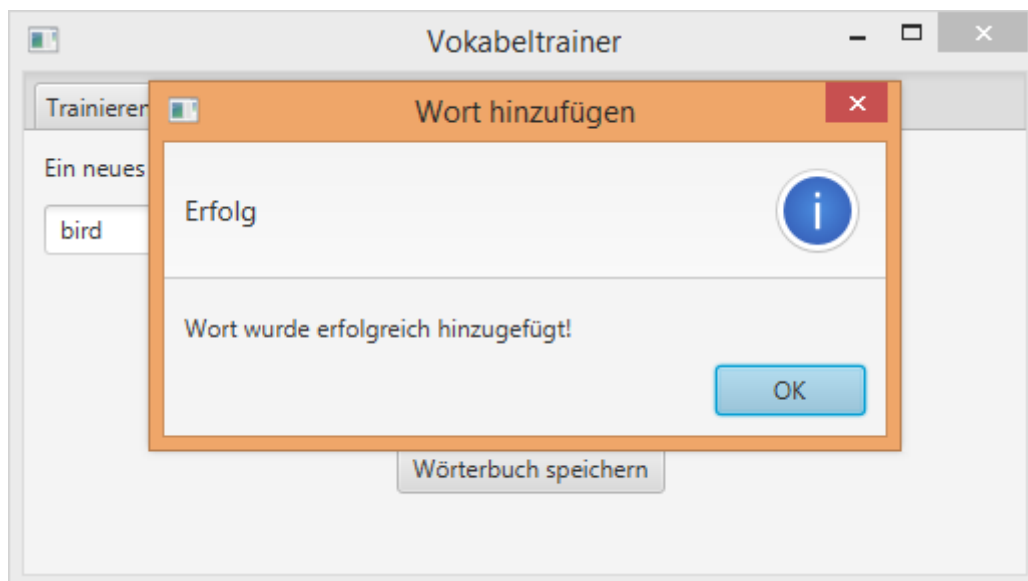 Vokabeltrainer
Trainieren
Wort hinzufügen
Ein neues
Erfolg
i
bird
Wort wurde erfolgreich hinzugefügt!
OK
Wörterbuch speichern